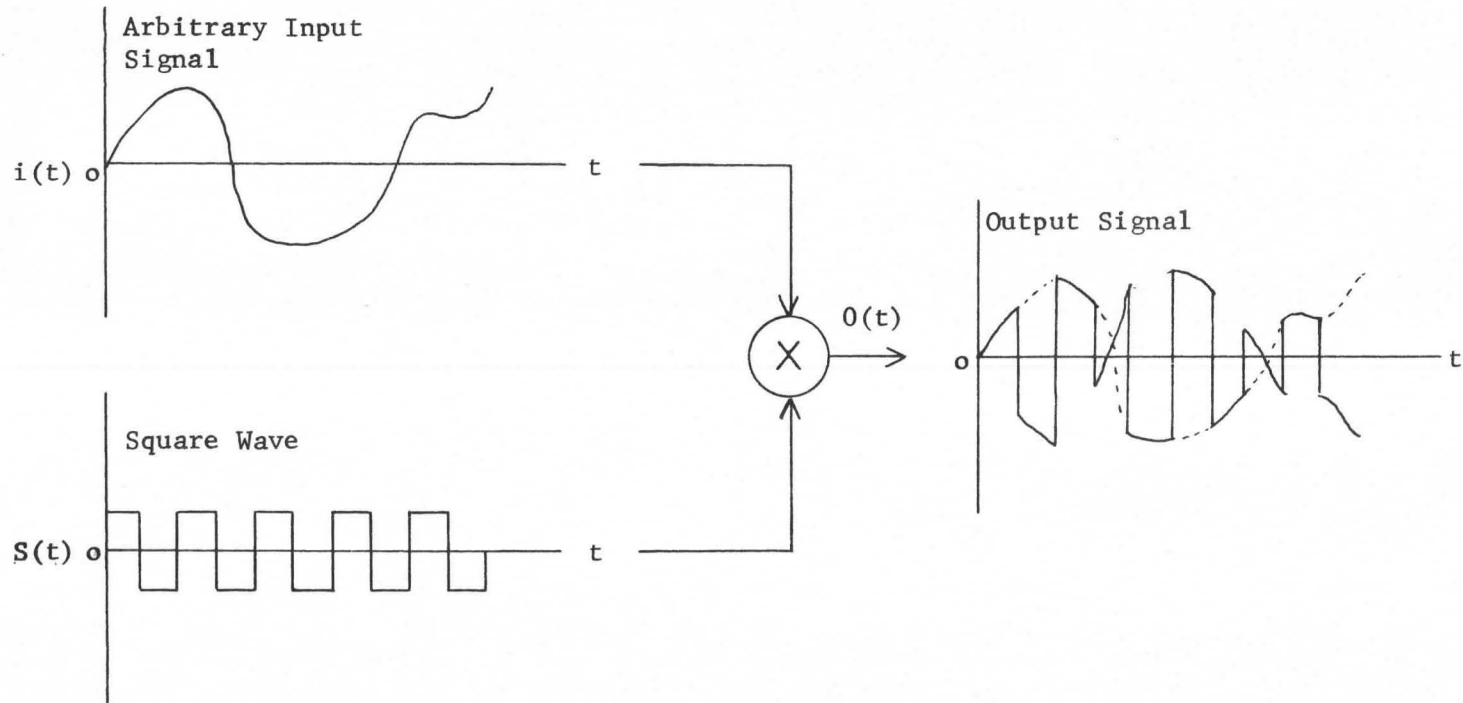 Arbitrary Input
Signal
i(t) o
t
Output Signal
O(t)
X
o
t
Square Wave
S(t) o
t